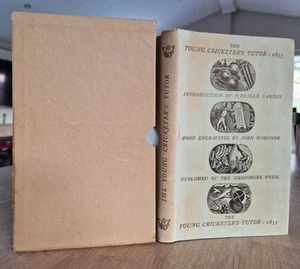 THE YOUNG CRICKETER'S TUTOR
THE
YOUNG CRICKETER'S TUTOR : 1833
INTRODUCTION BY NEVILLE CARDUS
WOOD ENGRAVINGS BY JOHN O'CONNOR
PUBLISHED BY THE DROPMORE PRESS
THE
YOUNG CRICKETER'S TUTOR : 1833